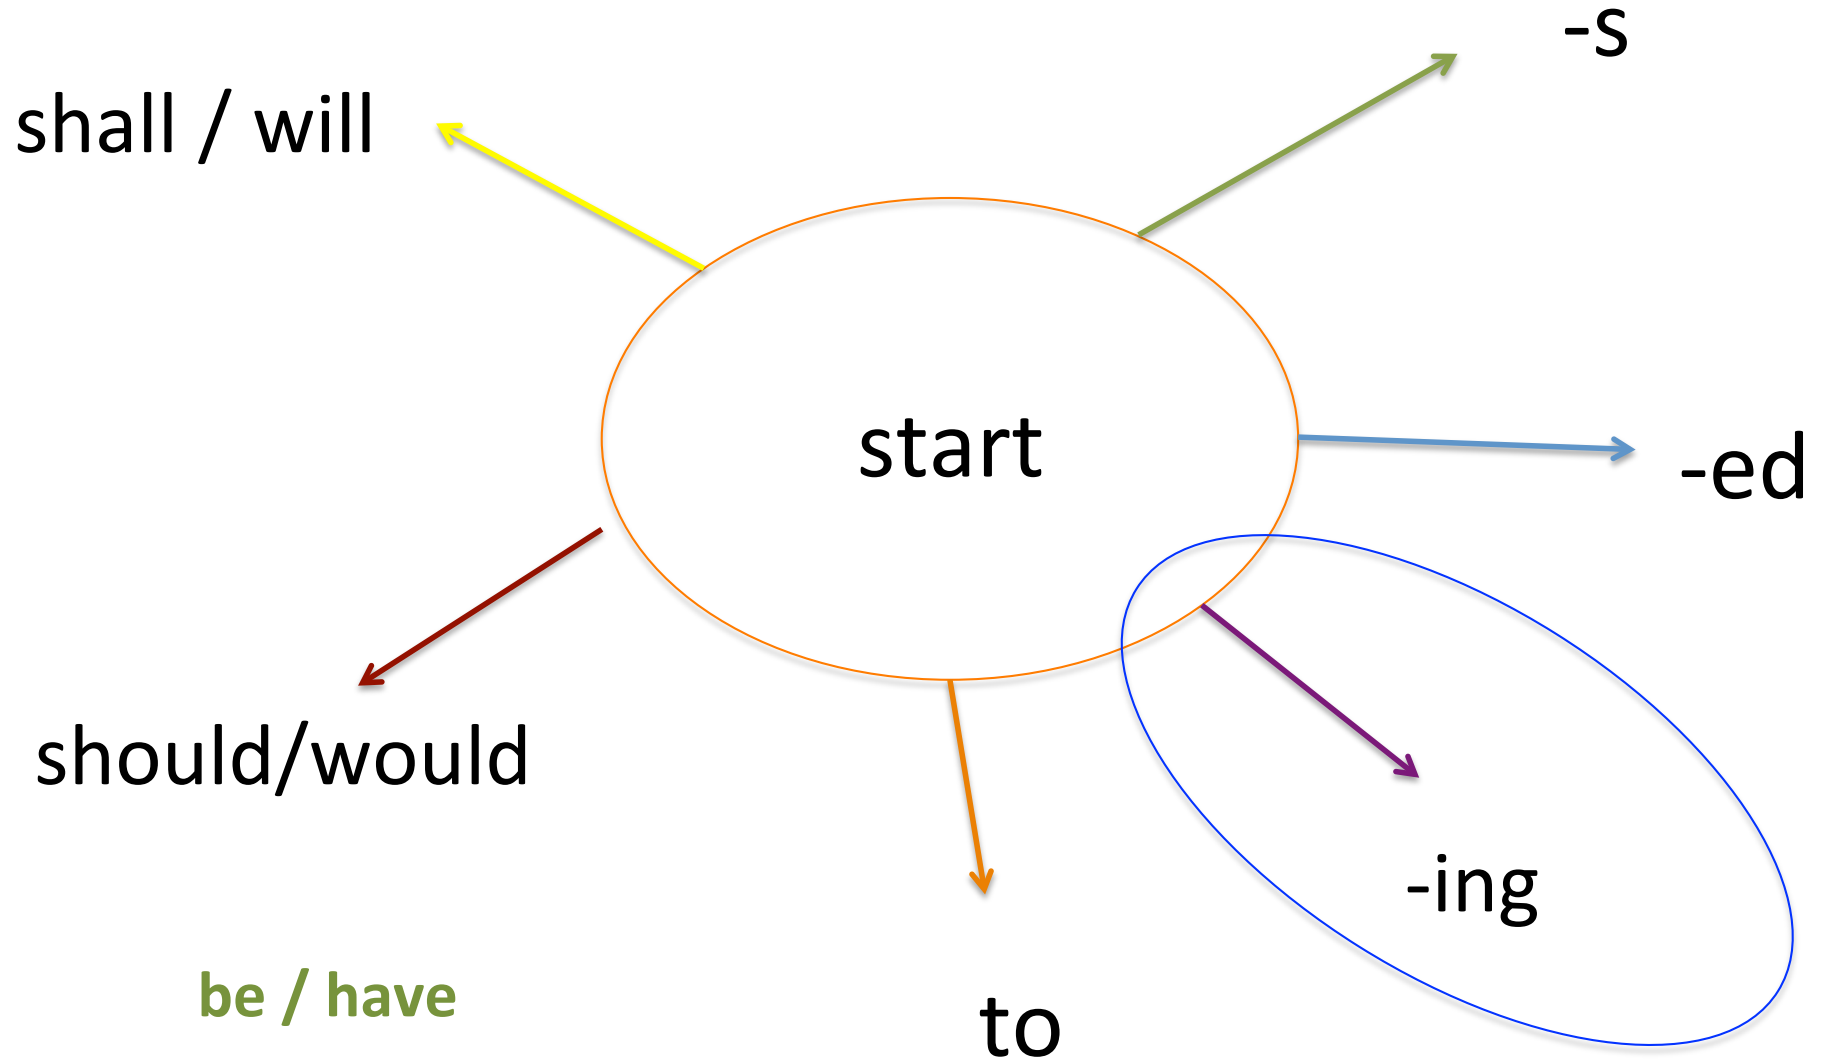 -s
shall / will
start
-ed
should/would
-ing
be / have
to